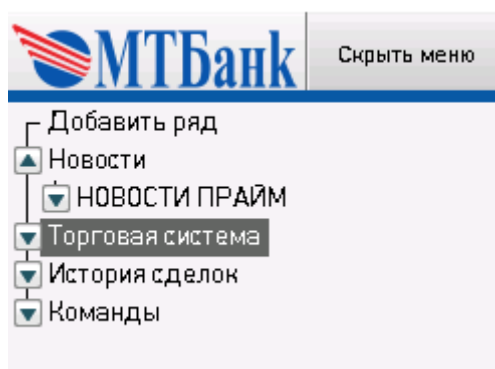 МТБанк
Скрыть меню
Добавить ряд
Новости
НОВОСТИ ПРАЙМ
Торговая система
История сделок
Команды